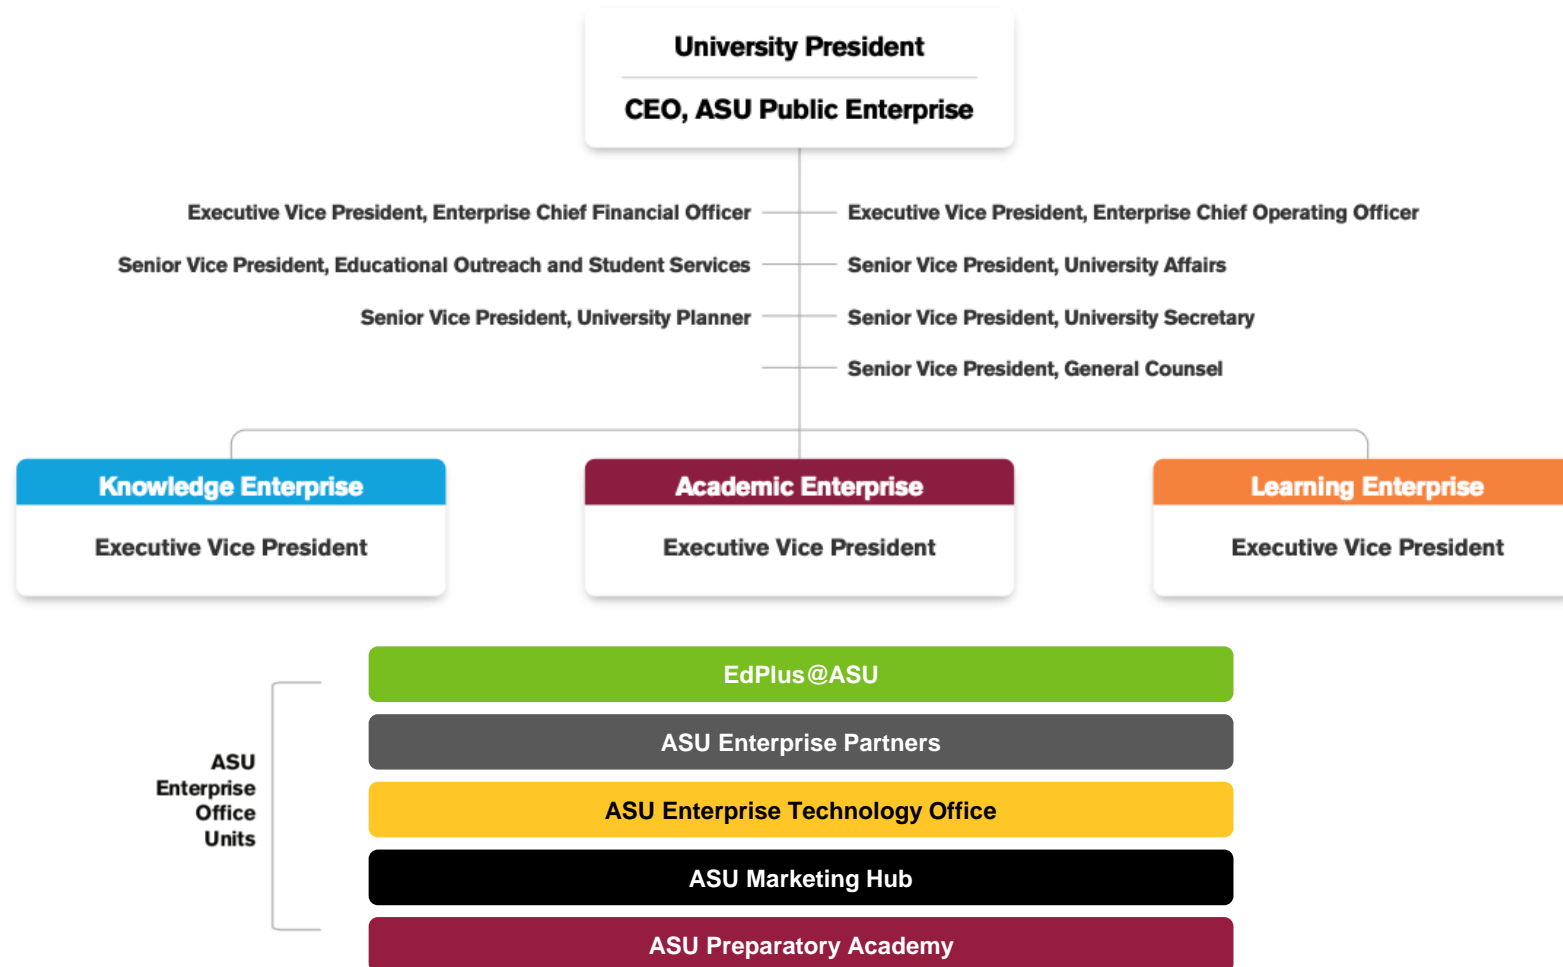 University President
CEO, ASU Public Enterprise
Executive Vice President, Enterprise Chief Financial Officer
Executive Vice President, Enterprise Chief Operating Officer
Senior Vice President, Educational Outreach and Student Services
Senior Vice President, University Affairs
Senior Vice President, University Planner
Senior Vice President, University Secretary
Senior Vice President, General Counsel
Knowledge Enterprise
Executive Vice President
Academic Enterprise
Executive Vice President
Learning Enterprise
Executive Vice President
ASU
Enterprise
Office
Units
EdPlus@ASU
ASU Enterprise Partners
ASU Enterprise Technology Office
ASU Marketing Hub
ASU Preparatory Academy